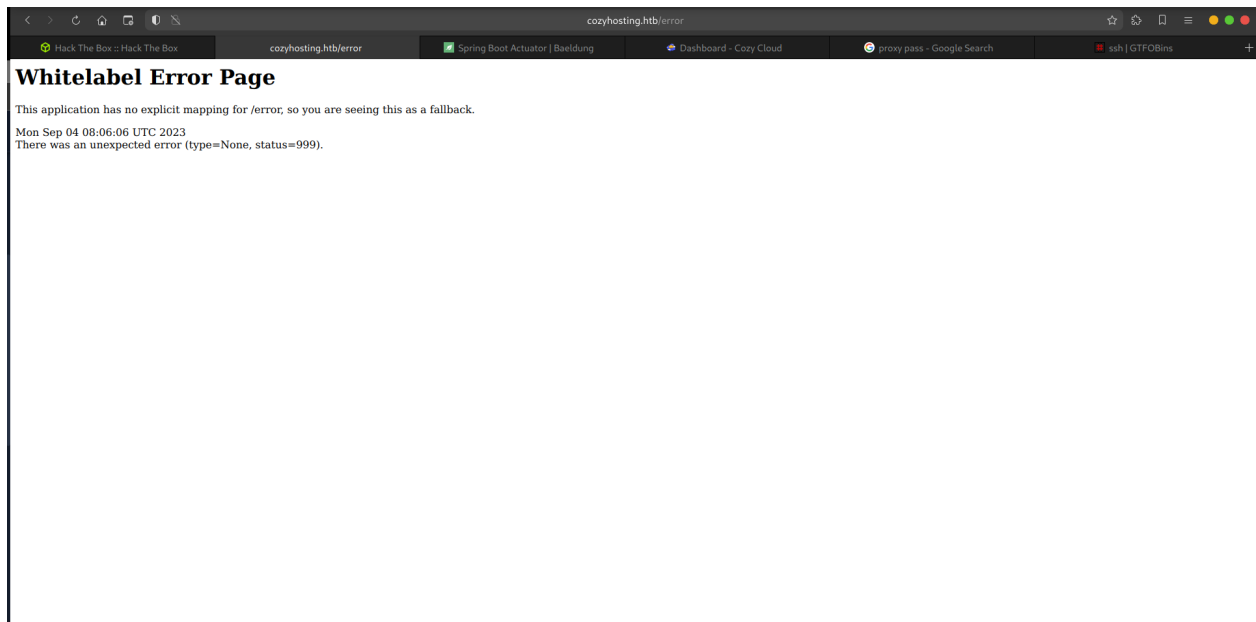 cozyhosting.htb/error
Hack The Box :: Hack The Box
cozyhosting.htb/error
Spring Boot Actuator | Baeldung
Dashboard - Cozy Cloud
proxy pass - Google Search
ssh | GTFOBins
Whitelabel Error Page
This application has no explicit mapping for /error, so you are seeing this as a fallback.
Mon Sep 04 08:06:06 UTC 2023
There was an unexpected error (type=None, status=999).